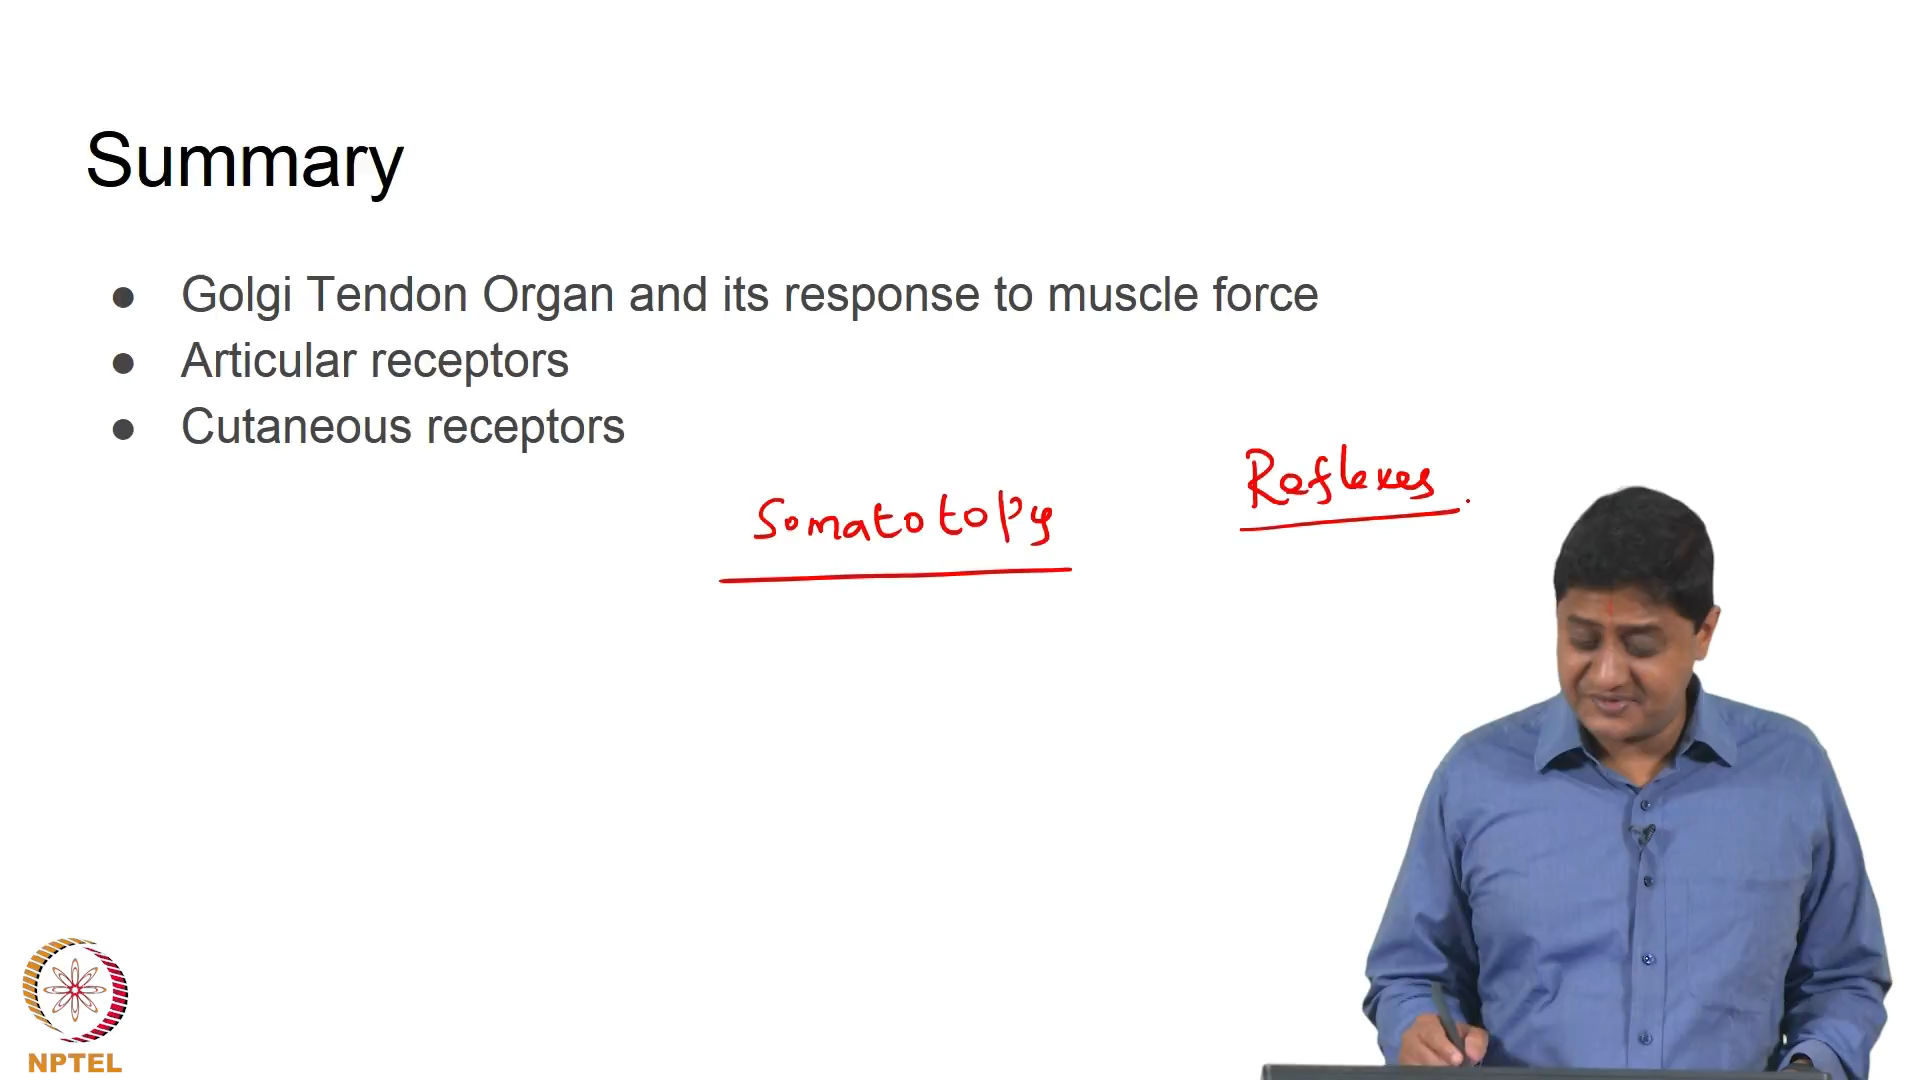 Summary
● Golgi Tendon Organ and its response to muscle force
● Articular receptors
● Cutaneous receptors
Reflexes.
Somatotopy
NPTEL